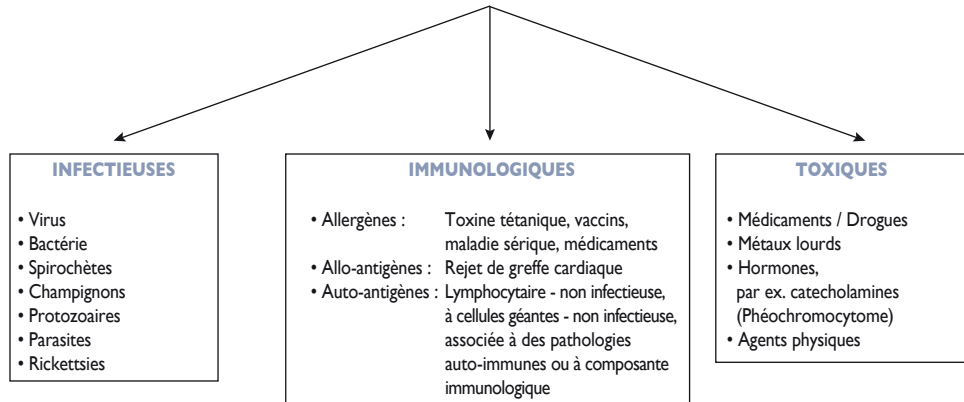 INFECTIEUSES
• Virus
• Bactérie
• Spirochètes
• Champignons
• Protozoaires
• Parasites
• Rickettsies
IMMUNOLOGIQUES
• Allergènes : Toxine tétanique, vaccins,
maladie sérique, médicaments
• Allo-antigènes : Rejet de greffe cardiaque
• Auto-antigènes : Lymphocytaire - non infectieuse,
à cellules géantes - non infectieuse,
associée à des pathologies
auto-immunes ou à composante
immunologique
TOXIQUES
• Médicaments / Drogues
• Métaux lourds
• Hormones,
par ex. catecholamines
(Phéochromocytome)
• Agents physiques